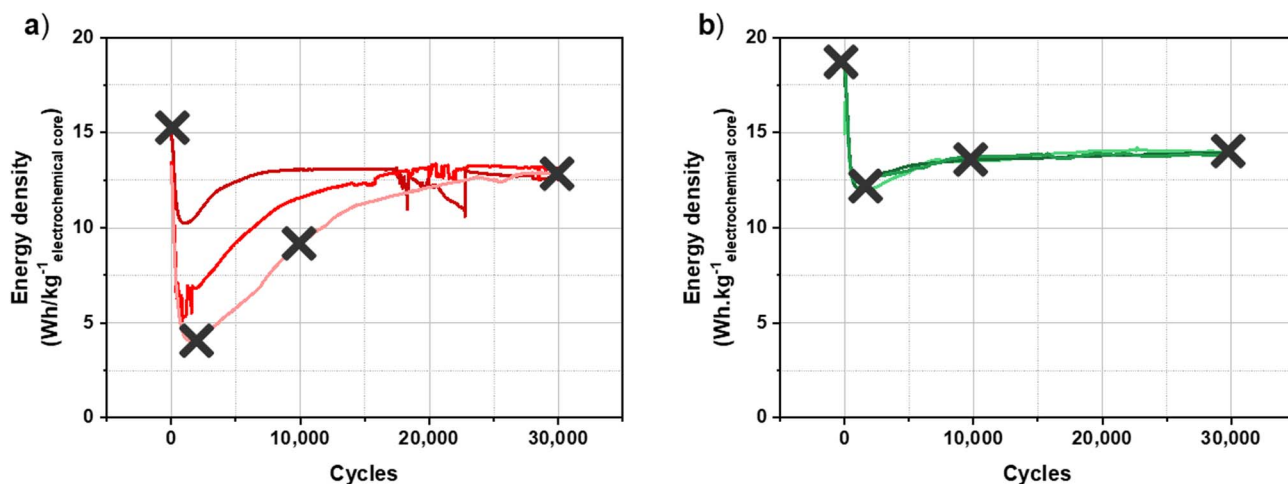 a)
Energy density
(Wh/kg⁻¹electrochemical core)
20
15
10
5
0
0 10,000 20,000 30,000
Cycles
b)
Energy density
(Wh.kg⁻¹electrochemical core)
20
15
10
5
0
0 10,000 20,000 30,000
Cycles